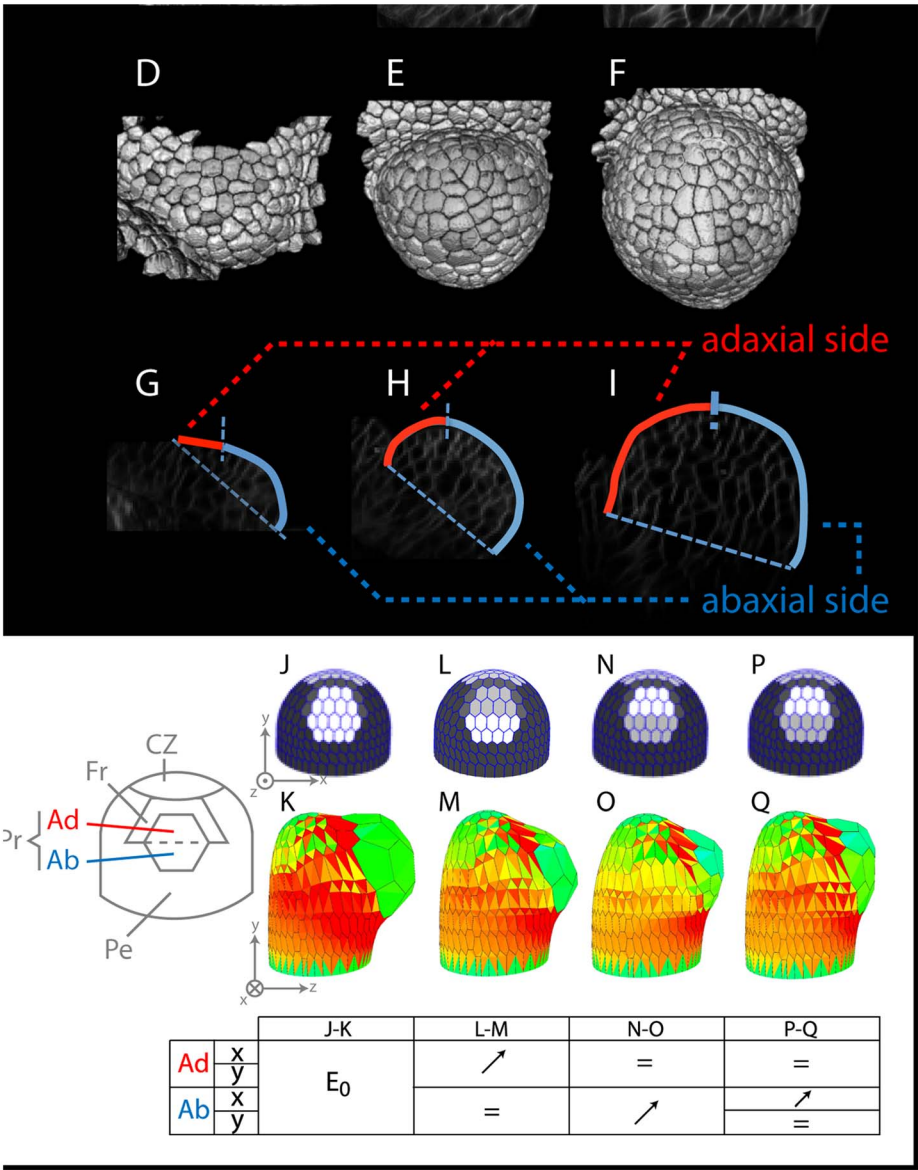 D E F
adaxial side
G H I
abaxial side
J L N P
y
z x
CZ
Fr
K M O Q
Ad
Ab
Pe
y
x z
J-K L-M N-O P-Q
Ad x ↗ = =
y
E0
Ab x = ↗ ↗
y =